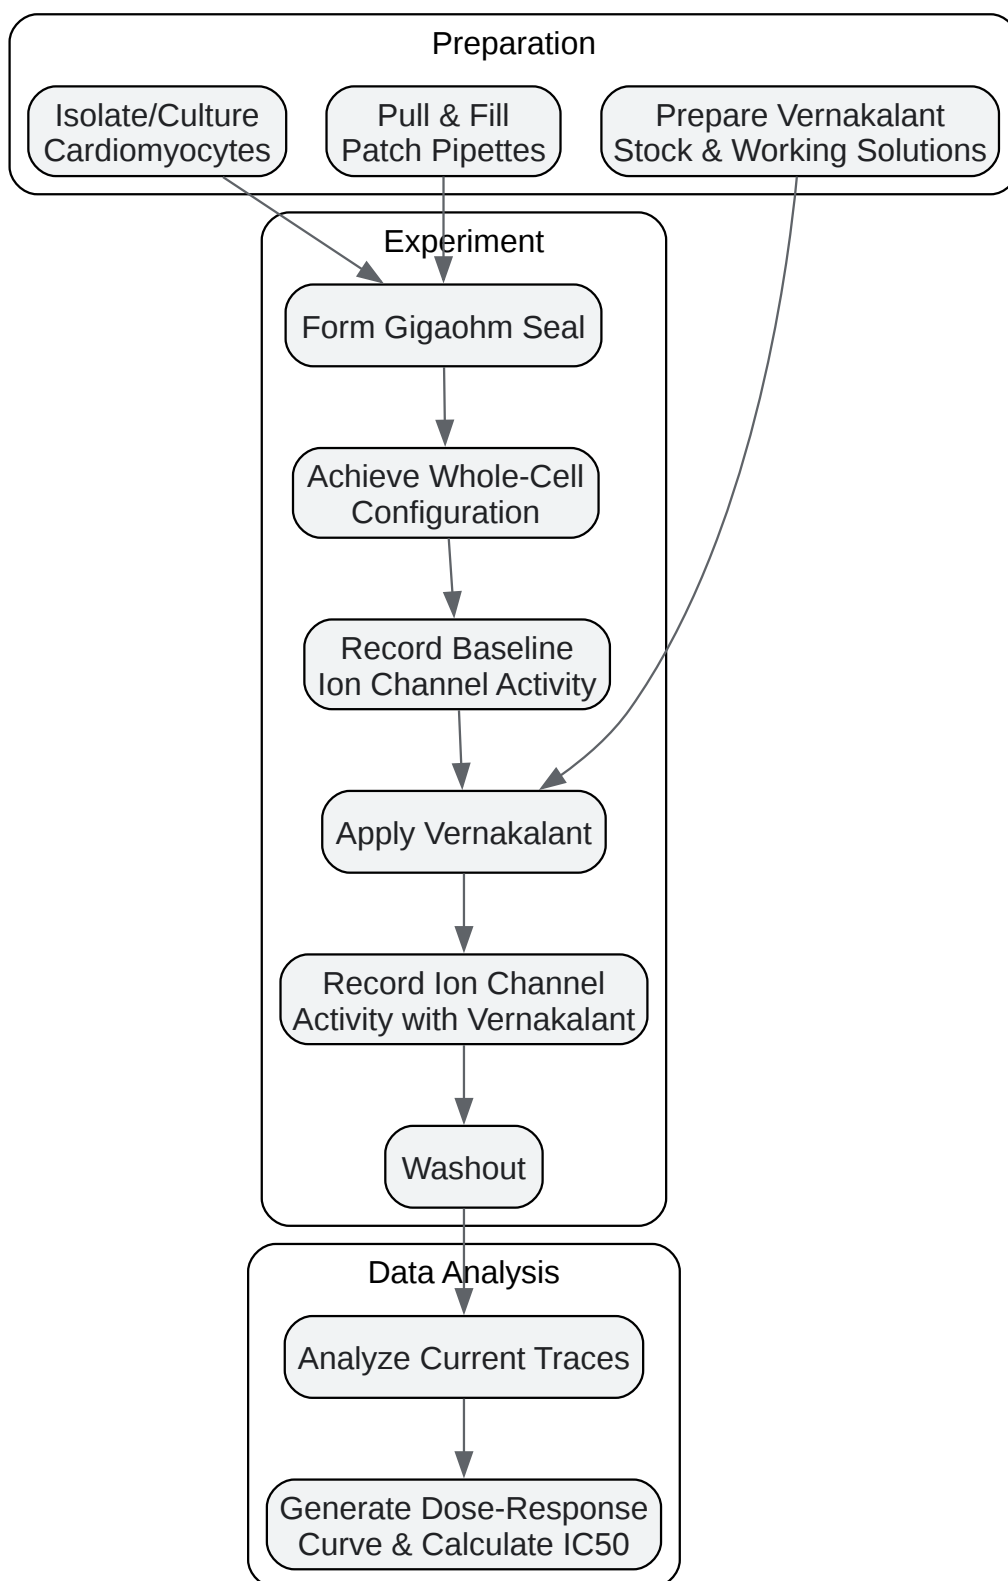 Preparation
Isolate/Culture
Cardiomyocytes
Pull & Fill
Patch Pipettes
Prepare Vernakalant
Stock & Working Solutions
Experiment
Form Gigaohm Seal
Achieve Whole-Cell
Configuration
Record Baseline
Ion Channel Activity
Apply Vernakalant
Record Ion Channel
Activity with Vernakalant
Washout
Data Analysis
Analyze Current Traces
Generate Dose-Response
Curve & Calculate IC50